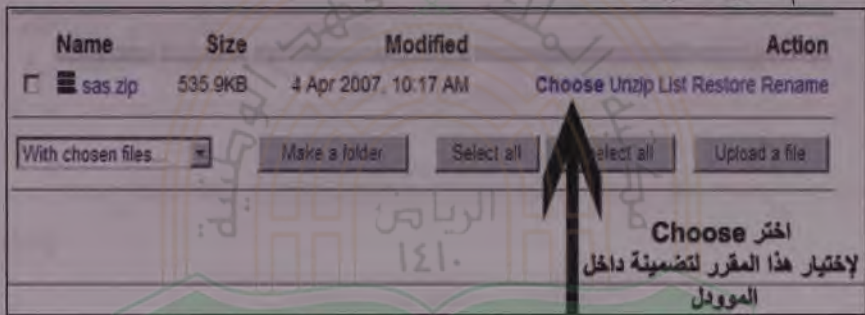 Name Size Modified Action
sas zip 535.9KB 4 Apr 2007, 10:17 AM Choose Unzip List Restore Rename
With chosen files Make a folder Select all elect all Upload a file
اختر Choose
لإختيار هذا المقرر لتضمينة داخل
الموودل
الرياض
١٤١٠